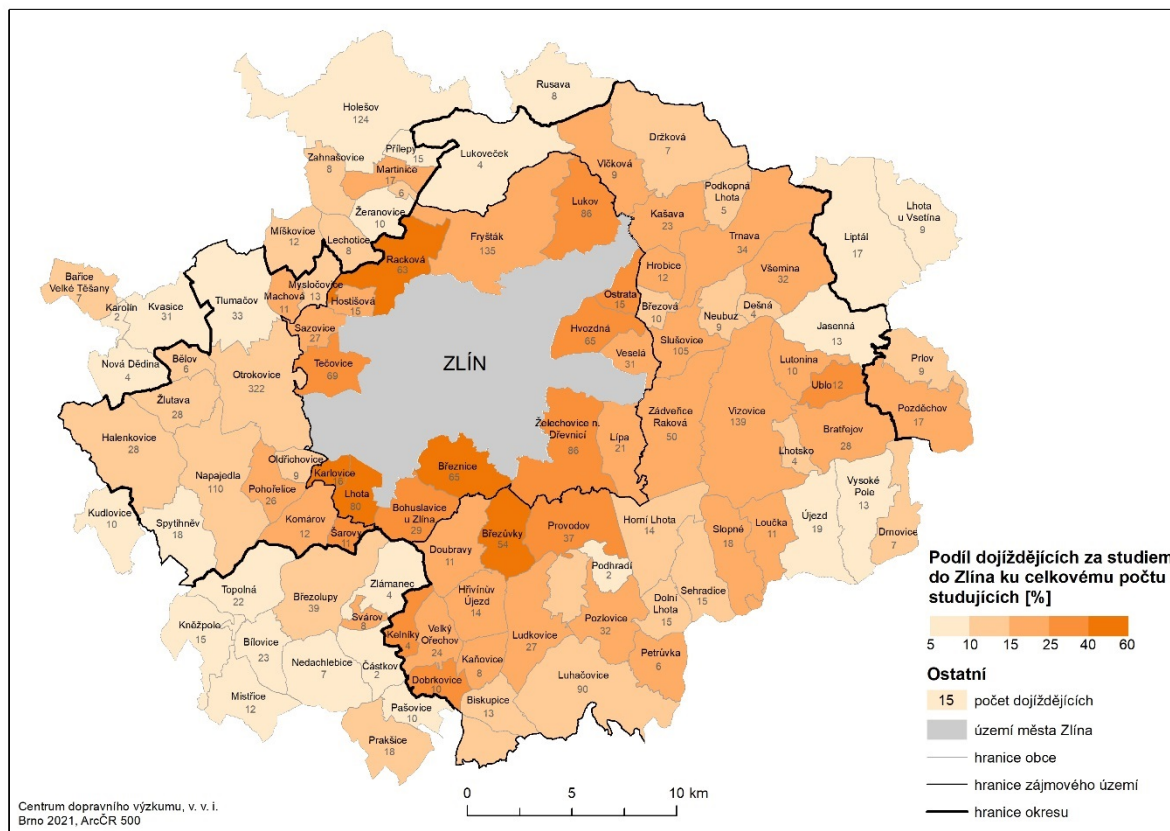 Rusava
8
Holešov
124
Držková
7
Přílepy
15
Lukoveček
4
Zahnašovice
8
Vlčková
9
Martinice
17
6
Podkopná
Lhota
5
Lhota
u Vsetína
9
Žeranovice
10
Lukov
86
Kašava
23
Míškovice
12
Lechotice
8
Fryšták
135
Trnava
34
Liptál
17
Racková
63
Hrobice
12
Všemina
32
Bařice
Velké Těšany
7
Mysločovice
13
Machová
11
Hostišová
15
Ostrata
15
Březová
10
Dešná
4
Neubuz
9
Karolín
2
Kvasice
31
Tlumačov
33
Jasenná
13
Sazovice
27
Hvozdná
65
Slušovice
105
Nová Dědina
4
Bělov
6
Otrokovice
322
Tečovice
69
ZLÍN
Veselá
31
Lutonina
10
Prlov
9
Ublo
12
Žlutava
28
Pozděchov
17
Želechovice n.
Dřevnicí
86
Lípa
21
Zádveřice
Raková
50
Vizovice
139
Bratřejov
28
Halenkovice
28
Lhotsko
4
Oldřichovice
9
Napajedla
110
Karlovice
16
Březnice
65
Pohořelice
26
Lhota
80
Vysoké
Pole
13
Kudlovice
10
Spytihněv
18
Komárov
12
Šarovy
11
Bohuslavice
u Zlína
29
Březůvky
54
Provodov
37
Horní Lhota
14
Slopné
18
Loučka
11
Újezd
19
Drnovice
7
Doubravy
11
Podhradí
2
Topolná
22
Březolupy
39
Zlámanec
4
Hřivínův
Újezd
14
Dolní
Lhota
15
Sehradice
15
Kněžpole
15
Svárov
8
Pozlovice
32
Bílovice
23
Kelníky
4
Velký
Ořechov
24
Ludkovice
27
Nedachlebice
7
Částkov
2
Kaňovice
8
Petrůvka
6
Mistřice
12
Dobrkovice
10
Luhačovice
90
Pašovice
10
Biskupice
13
Prakšice
18
Podíl dojíždějících za studiem
do Zlína ku celkovému počtu
studujících [%]
5 10 15 25 40 60
Ostatní
15 počet dojíždějících
území města Zlína
hranice obce
hranice zájmového území
hranice okresu
0 5 10 km
Centrum dopravního výzkumu, v. v. i.
Brno 2021, ArcČR 500